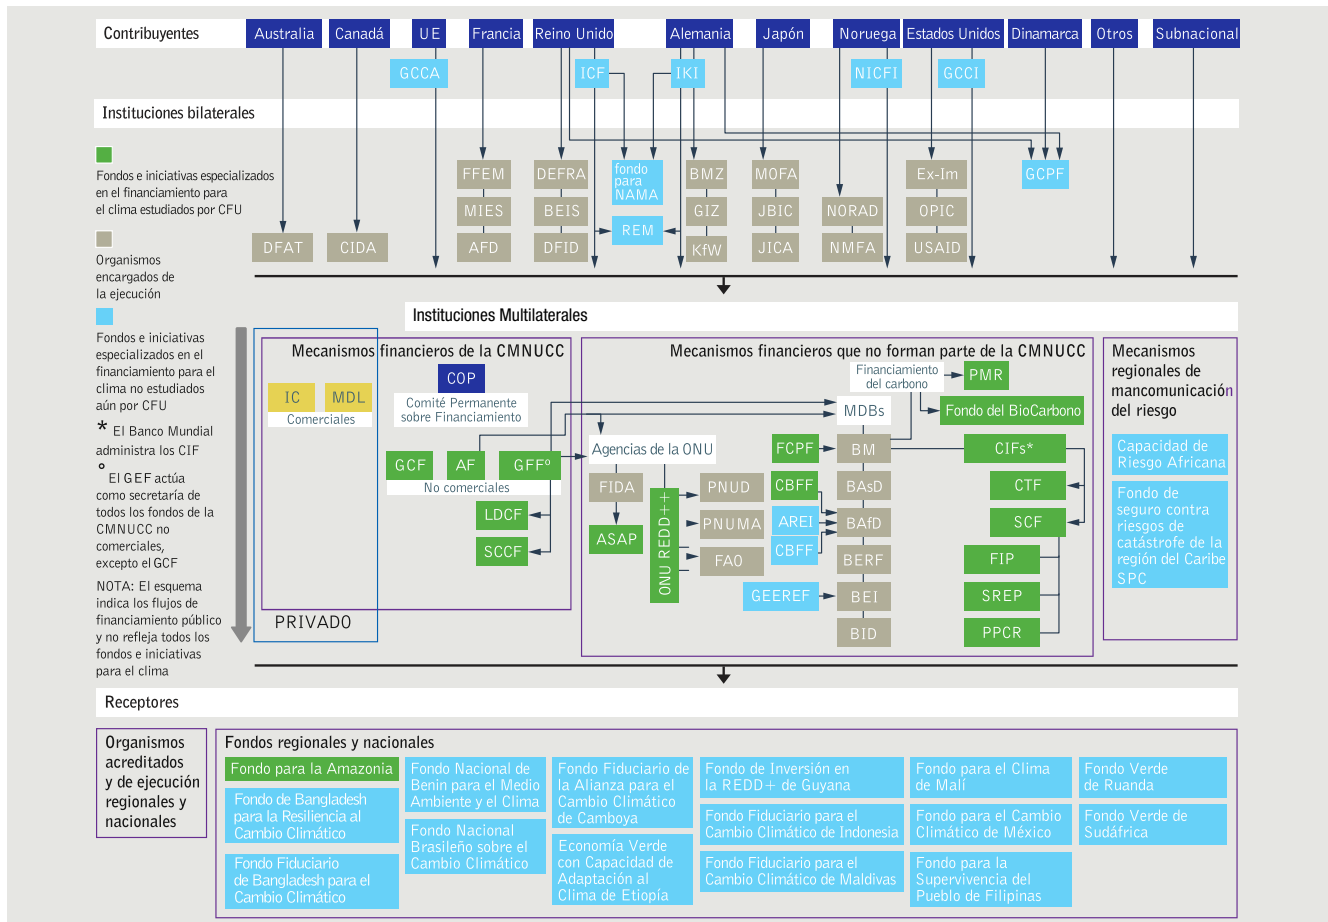 Contribuyentes
Australia
Canadá
UE
Francia
Reino Unido
Alemania
Japón
Noruega
Estados Unidos
Dinamarca
Otros
Subnacional
GCCA
ICF
IKI
NICFI
GCCI
Instituciones bilaterales
Fondos e iniciativas especializados
en el financiamiento para
el clima estudiados por CFU
Organismos
encargados de
la ejecución
Fondos e iniciativas
especializados en el
financiamiento para el
clima no estudiados
aún por CFU
* El Banco Mundial
administra los CIF
° El GEF actúa
como secretaría de
todos los fondos de la
CMNUCC no
comerciales,
excepto el GCF
NOTA: El esquema
indica los flujos de
financiamiento público
y no refleja todos los
fondos e iniciativas
para el clima
FFEM
DEFRA
fondo
para
NAMA
BMZ
MOFA
Ex-Im
GCPF
MIES
BEIS
GIZ
JBIC
NORAD
OPIC
REM
DFAT
CIDA
AFD
DFID
KfW
JICA
NMFA
USAID
Instituciones Multilaterales
Mecanismos financieros de la CMNUCC
COP
Comité Permanente
sobre Financiamiento
IC
MDL
Comerciales
GCF
AF
GFFº
No comerciales
LDCF
SCCF
PRIVADO
Mecanismos financieros que no forman parte de la CMNUCC
Financiamiento
del carbono
PMR
MDBs
Fondo del BioCarbono
Agencias de la ONU
FCPF
BM
CIFs*
FIDA
PNUD
CBFF
BAsD
CTF
ONU REDD++
PNUMA
AREI
BAfD
SCF
ASAP
FAO
CBFF
BERF
FIP
GEEREF
BEI
SREP
BID
PPCR
Mecanismos
regionales de
mancomunicación
del riesgo
Capacidad de
Riesgo Africana
Fondo de
seguro contra
riesgos de
catástrofe de la
región del Caribe
SPC
Receptores
Organismos
acreditados
y de ejecución
regionales y
nacionales
Fondos regionales y nacionales
Fondo para la Amazonia
Fondo de Bangladesh
para la Resiliencia al
Cambio Climático
Fondo Fiduciario
de Bangladesh para el
Cambio Climático
Fondo Nacional de
Benin para el Medio
Ambiente y el Clima
Fondo Nacional
Brasileño sobre el
Cambio Climático
Fondo Fiduciario de
la Alianza para el
Cambio Climático
de Camboya
Economía Verde
con Capacidad de
Adaptación al
Clima de Etiopía
Fondo de Inversión en
la REDD+ de Guyana
Fondo Fiduciario para el
Cambio Climático de Indonesia
Fondo Fiduciario para el
Cambio Climático de Maldivas
Fondo para el Clima
de Malí
Fondo para el Cambio
Climático de México
Fondo para la
Supervivencia del
Pueblo de Filipinas
Fondo Verde
de Ruanda
Fondo Verde de
Sudáfrica